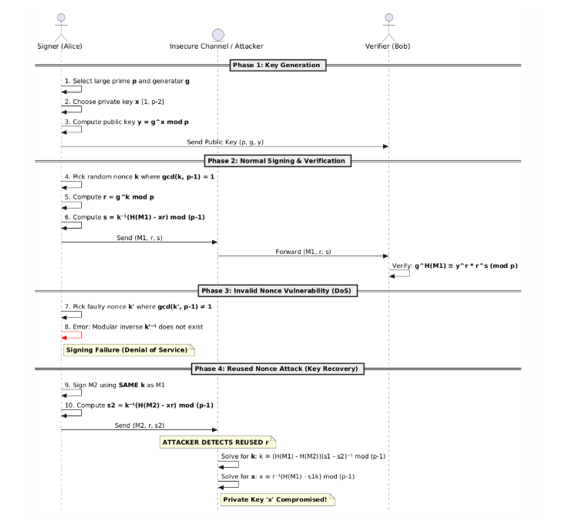 Signer (Alice)
Insecure Channel / Attacker
Verifier (Bob)
Phase 1: Key Generation
1. Select large prime p and generator g
2. Choose private key x [1, p-2]
3. Compute public key y = g^x mod p
Send Public Key (p, g, y)
Phase 2: Normal Signing & Verification
4. Pick random nonce k where gcd(k, p-1) = 1
5. Compute r = g^k mod p
6. Compute s = k⁻¹(H(M1) - xr) mod (p-1)
Send (M1, r, s)
Forward (M1, r, s)
Verify: g^H(M1) ≡ y^r * r^s (mod p)
Phase 3: Invalid Nonce Vulnerability (DoS)
7. Pick faulty nonce k' where gcd(k', p-1) ≠ 1
8. Error: Modular inverse k'⁻¹ does not exist
Signing Failure (Denial of Service)
Phase 4: Reused Nonce Attack (Key Recovery)
9. Sign M2 using SAME k as M1
10. Compute s2 = k⁻¹(H(M2) - xr) mod (p-1)
Send (M2, r, s2)
ATTACKER DETECTS REUSED r
Solve for k: k ≡ (H(M1) - H(M2))(s1 - s2)⁻¹ mod (p-1)
Solve for x: x ≡ r⁻¹(H(M1) - s1k) mod (p-1)
Private Key 'x' Compromised!